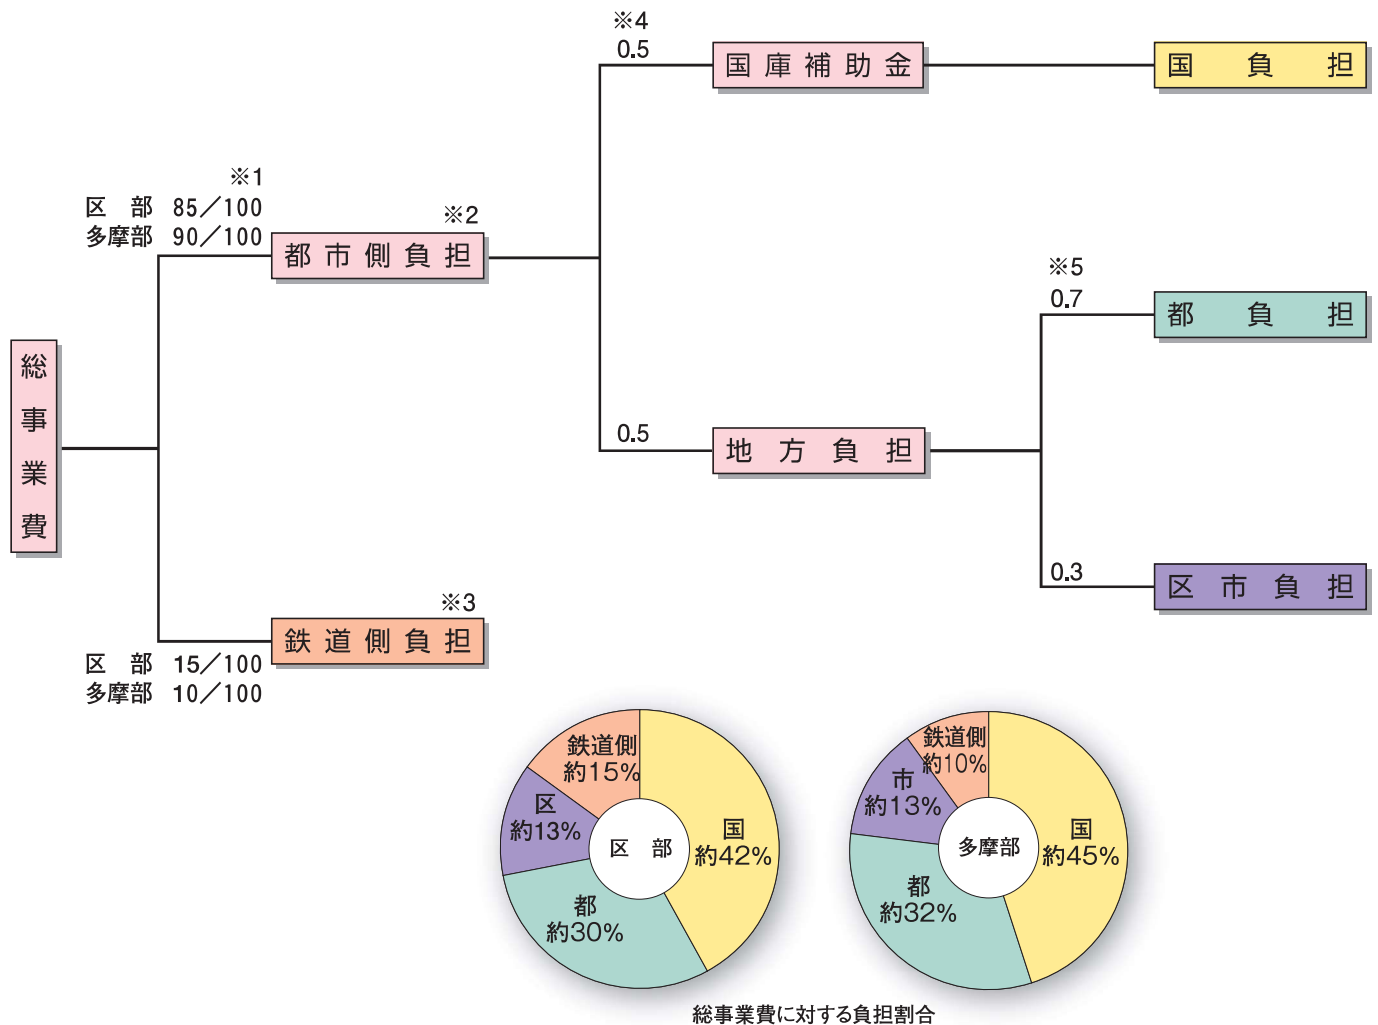 ※4
0.5
国庫補助金
国負担
※1
区部 85／100
多摩部 90／100
※2
都市側負担
※5
0.7
都負担
総事業費
0.5
地方負担
0.3
区市負担
※3
鉄道側負担
区部 15／100
多摩部 10／100
鉄道側
約15%
区
約13%
区部
国
約42%
都
約30%
鉄道側
約10%
市
約13%
多摩部
国
約45%
都
約32%
総事業費に対する負担割合